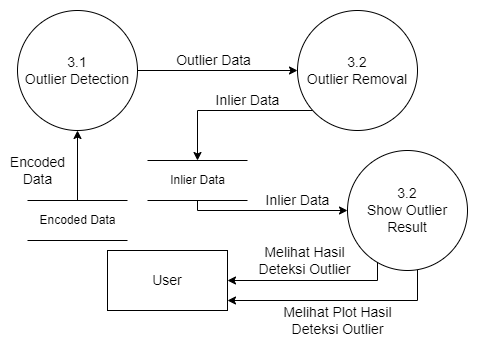 3.1
Outlier Detection
Outlier Data
3.2
Outlier Removal
Inlier Data
Encoded
Data
Inlier Data
Encoded Data
Inlier Data
3.2
Show Outlier
Result
User
Melihat Hasil
Deteksi Outlier
Melihat Plot Hasil
Deteksi Outlier